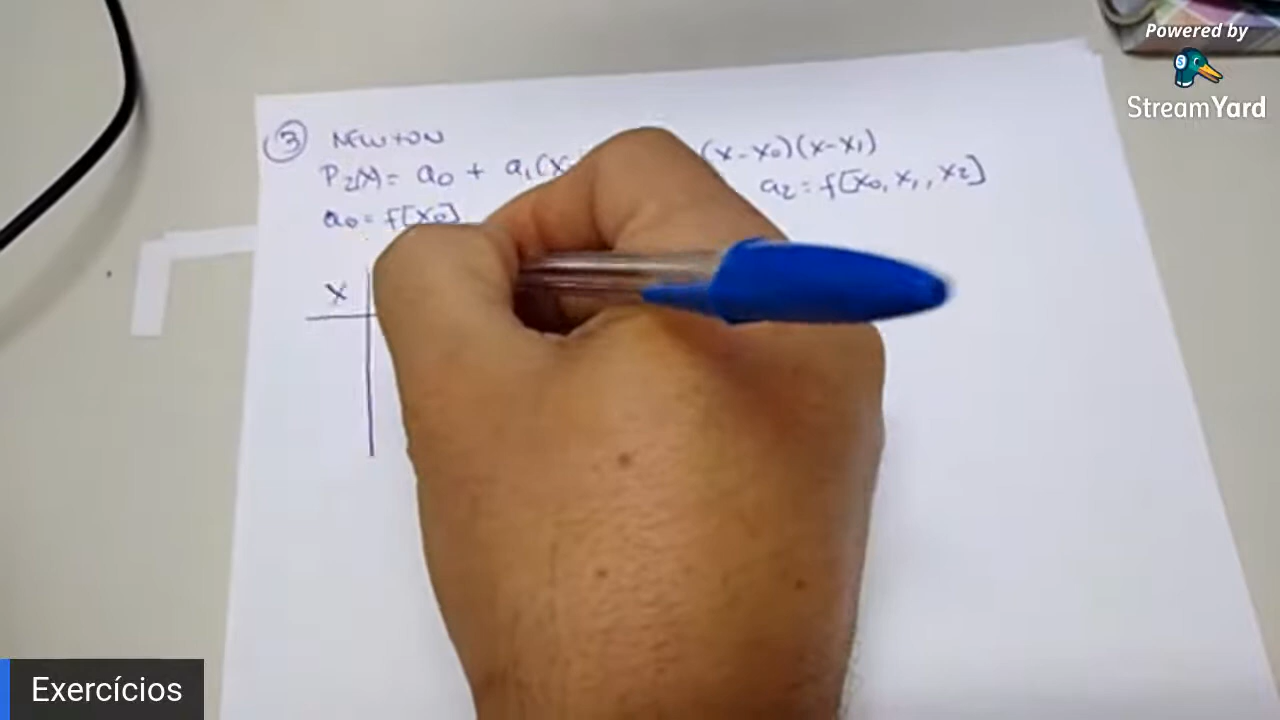 Powered by
StreamYard
3 NEWTON
P₂(x) = a₀ + a₁(x (x-x₀)(x-x₁)
a₀ = f[x₀] a₂ = f[x₀, x₁, x₂]
x
Exercícios